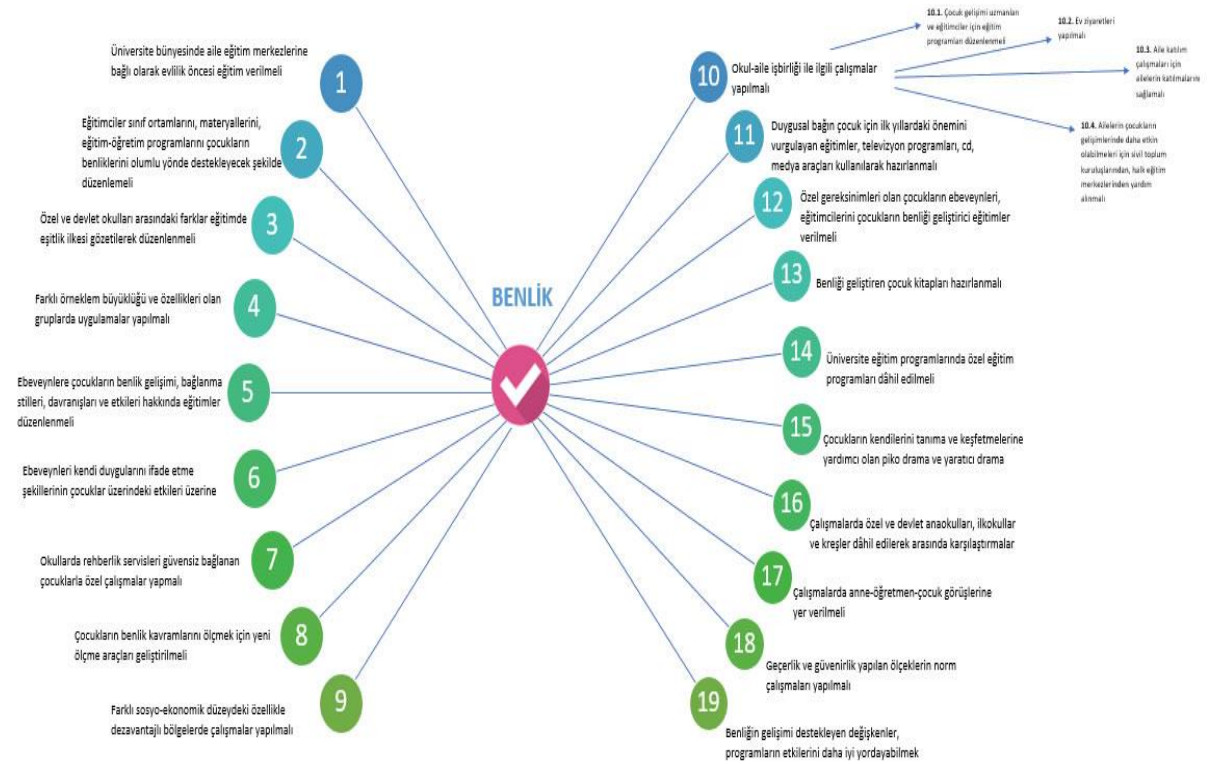 BENLİK
1
Üniversite bünyesinde aile eğitim merkezlerine
bağlı olarak evlilik öncesi eğitim verilmeli
2
Eğitimciler sınıf ortamlarını, materyallerini,
eğitim-öğretim programlarını çocukların
benliklerini olumlu yönde destekleyecek şekilde
düzenlemeli
3
Özel ve devlet okulları arasındaki farklar eğitimde
eşitlik ilkesi gözetilerek düzenlenmeli
4
Farklı örneklem büyüklüğü ve özellikleri olan
gruplarda uygulamalar yapılmalı
5
Ebeveynlere çocukların benlik gelişimi, bağlanma
stilleri, davranışları ve etkileri hakkında eğitimler
düzenlenmeli
6
Ebeveynleri kendi duygularını ifade etme
şekillerinin çocuklar üzerindeki etkileri üzerine
7
Okullarda rehberlik servisleri güvensiz bağlanan
çocuklarla özel çalışmalar yapmalı
8
Çocukların benlik kavramlarını ölçmek için yeni
ölçme araçları geliştirilmeli
9
Farklı sosyo-ekonomik düzeydeki özellikle
dezavantajlı bölgelerde çalışmalar yapılmalı
10
Okul-aile işbirliği ile ilgili çalışmalar
yapılmalı
10.1. Çocuk gelişimi uzmanları
ve eğitimciler için eğitim
programları düzenlenmeli
10.2. Ev ziyaretleri
yapılmalı
10.3. Aile katılım
çalışmaları için
ailelerin katılmalarını
sağlamalı
10.4. Ailelerin çocukların
gelişimlerinde daha etkin
olabilmeleri için sivil toplum
kuruluşlarından, halk eğitim
merkezlerinden yardım
alınmalı
11
Duygusal bağın çocuk için ilk yıllardaki önemini
vurgulayan eğitimler, televizyon programları, cd,
medya araçları kullanılarak hazırlanmalı
12
Özel gereksinimleri olan çocukların ebeveynleri,
eğitimcilerini çocukların benliği geliştirici eğitimler
verilmeli
13
Benliği geliştiren çocuk kitapları hazırlanmalı
14
Üniversite eğitim programlarında özel eğitim
programları dâhil edilmeli
15
Çocukların kendilerini tanıma ve keşfetmelerine
yardımcı olan piko drama ve yaratıcı drama
16
Çalışmalarda özel ve devlet anaokulları, ilkokullar
ve kreşler dâhil edilerek arasında karşılaştırmalar
17
Çalışmalarda anne-öğretmen-çocuk görüşlerine
yer verilmeli
18
Geçerlik ve güvenirlik yapılan ölçeklerin norm
çalışmaları yapılmalı
19
Benliğin gelişimi destekleyen değişkenler,
programların etkilerini daha iyi yordayabilmek